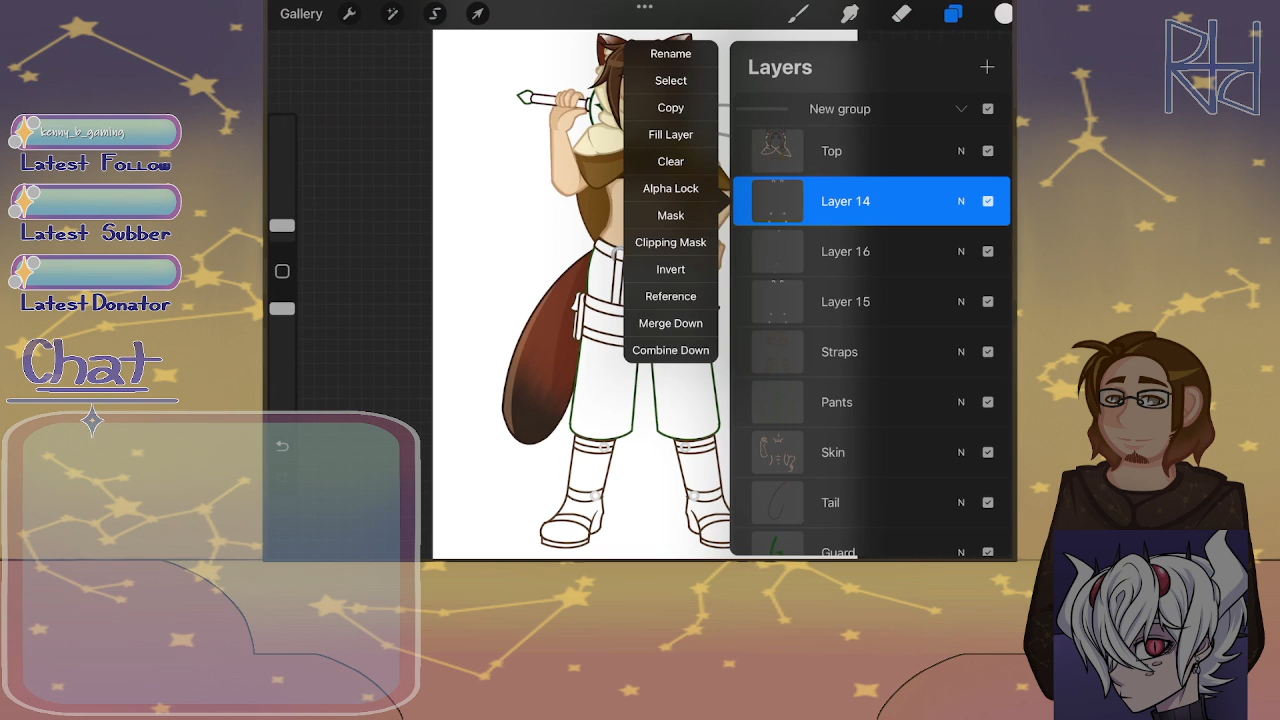 Gallery
kenny_b_gaming
Latest Follow
Latest Subber
Latest Donator
Chat
Rename
Select
Copy
Fill Layer
Clear
Alpha Lock
Mask
Clipping Mask
Invert
Reference
Merge Down
Combine Down
Layers
New group
Top N
Layer 14 N
Layer 16 N
Layer 15 N
Straps N
Pants N
Skin N
Tail N
Guard N